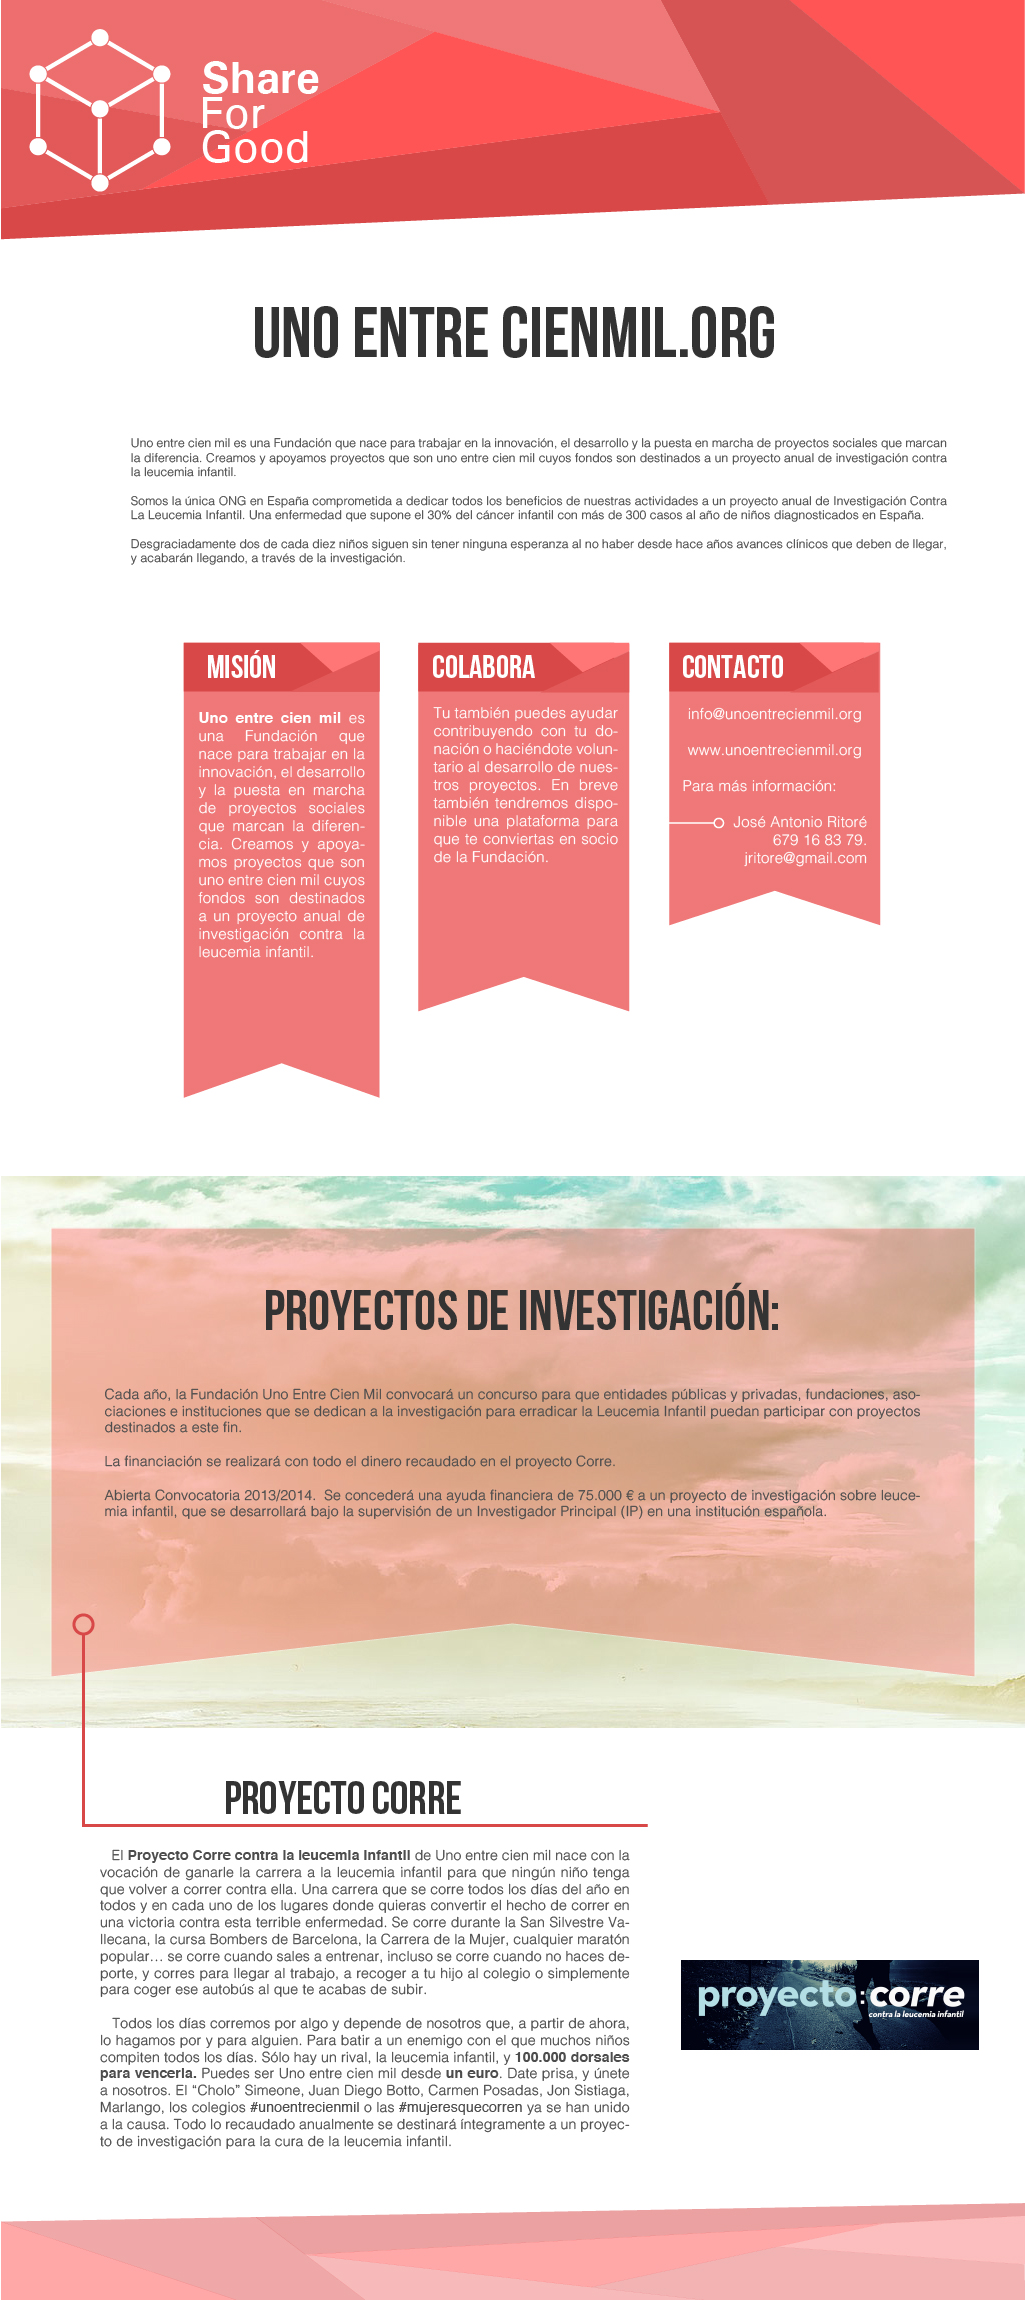 Share
For
Good
UNO ENTRE CIENMIL.ORG
Uno entre cien mil es una Fundación que nace para trabajar en la innovación, el desarrollo y la puesta en marcha de proyectos sociales que marcan
la diferencia. Creamos y apoyamos proyectos que son uno entre cien mil cuyos fondos son destinados a un proyecto anual de investigación contra
la leucemia infantil.
Somos la única ONG en España comprometida a dedicar todos los beneficios de nuestras actividades a un proyecto anual de Investigación Contra
La Leucemia Infantil. Una enfermedad que supone el 30% del cáncer infantil con más de 300 casos al año de niños diagnosticados en España.
Desgraciadamente dos de cada diez niños siguen sin tener ninguna esperanza al no haber desde hace años avances clínicos que deben de llegar,
y acabarán llegando, a través de la investigación.
MISIÓN
Uno entre cien mil es
una Fundación que
nace para trabajar en la
innovación, el desarrollo
y la puesta en marcha
de proyectos sociales
que marcan la diferen-
cia. Creamos y apoya-
mos proyectos que son
uno entre cien mil cuyos
fondos son destinados
a un proyecto anual de
investigación contra la
leucemia infantil.
COLABORA
Tu también puedes ayudar
contribuyendo con tu do-
nación o haciéndote volun-
tario al desarrollo de nues-
tros proyectos. En breve
también tendremos dispo-
nible una plataforma para
que te conviertas en socio
de la Fundación.
CONTACTO
info@unoentrecienmil.org
www.unoentrecienmil.org
Para más información:
José Antonio Ritoré
679 16 83 79.
jritore@gmail.com
PROYECTOS DE INVESTIGACIÓN:
Cada año, la Fundación Uno Entre Cien Mil convocará un concurso para que entidades públicas y privadas, fundaciones, aso-
ciaciones e instituciones que se dedican a la investigación para erradicar la Leucemia Infantil puedan participar con proyectos
destinados a este fin.
La financiación se realizará con todo el dinero recaudado en el proyecto Corre.
Abierta Convocatoria 2013/2014. Se concederá una ayuda financiera de 75.000 € a un proyecto de investigación sobre leuce-
mia infantil, que se desarrollará bajo la supervisión de un Investigador Principal (IP) en una institución española.
PROYECTO CORRE
El Proyecto Corre contra la leucemia infantil de Uno entre cien mil nace con la
vocación de ganarle la carrera a la leucemia infantil para que ningún niño tenga
que volver a correr contra ella. Una carrera que se corre todos los días del año en
todos y en cada uno de los lugares donde quieras convertir el hecho de correr en
una victoria contra esta terrible enfermedad. Se corre durante la San Silvestre Va-
llecana, la cursa Bombers de Barcelona, la Carrera de la Mujer, cualquier maratón
popular… se corre cuando sales a entrenar, incluso se corre cuando no haces de-
porte, y corres para llegar al trabajo, a recoger a tu hijo al colegio o simplemente
para coger ese autobús al que te acabas de subir.
Todos los días corremos por algo y depende de nosotros que, a partir de ahora,
lo hagamos por y para alguien. Para batir a un enemigo con el que muchos niños
compiten todos los días. Sólo hay un rival, la leucemia infantil, y 100.000 dorsales
para vencerla. Puedes ser Uno entre cien mil desde un euro. Date prisa, y únete
a nosotros. El “Cholo” Simeone, Juan Diego Botto, Carmen Posadas, Jon Sistiaga,
Marlango, los colegios #unoentrecienmil o las #mujeresquecorren ya se han unido
a la causa. Todo lo recaudado anualmente se destinará íntegramente a un proyec-
to de investigación para la cura de la leucemia infantil.
proyecto:corre
contra la leucemia infantil